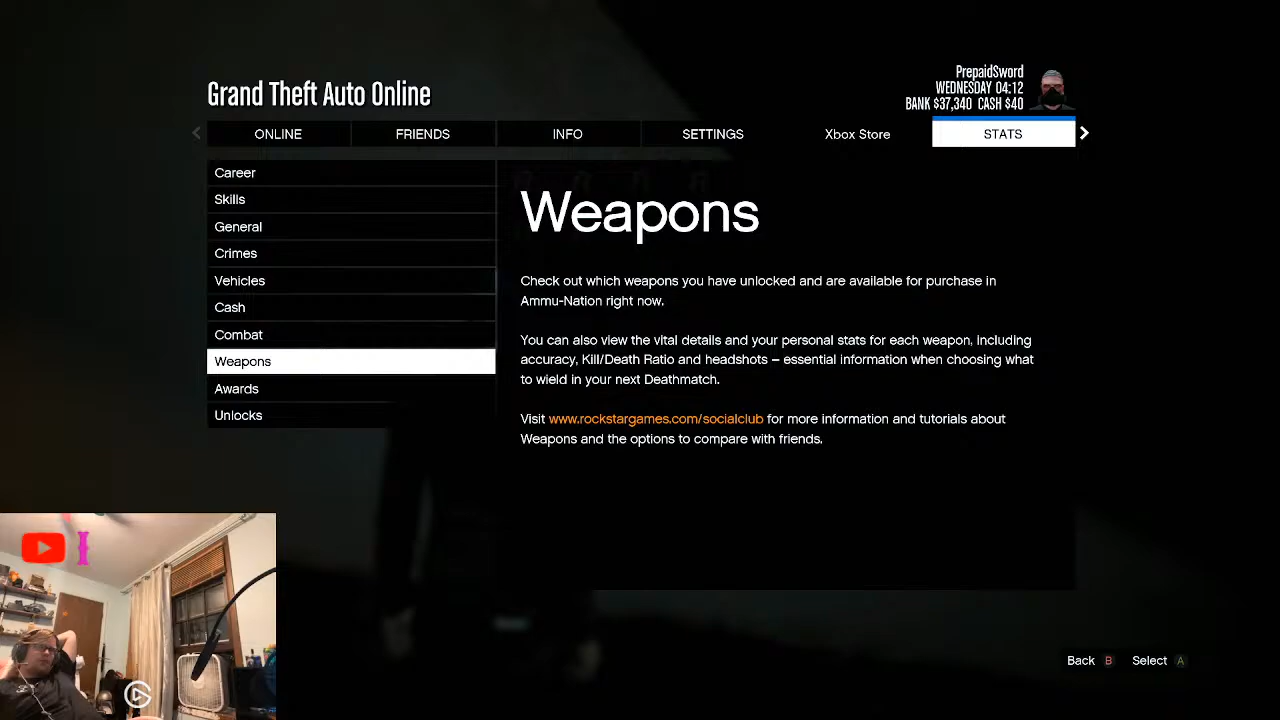 Grand Theft Auto Online
PrepaidSword
WEDNESDAY 04:12
BANK $37,340 CASH $40
ONLINE
FRIENDS
INFO
SETTINGS
Xbox Store
STATS
Career
Skills
General
Crimes
Vehicles
Cash
Combat
Weapons
Awards
Unlocks
Weapons
Check out which weapons you have unlocked and are available for purchase in
Ammu-Nation right now.
You can also view the vital details and your personal stats for each weapon, including
accuracy, Kill/Death Ratio and headshots – essential information when choosing what
to wield in your next Deathmatch.
Visit www.rockstargames.com/socialclub for more information and tutorials about
Weapons and the options to compare with friends.
Back B Select A